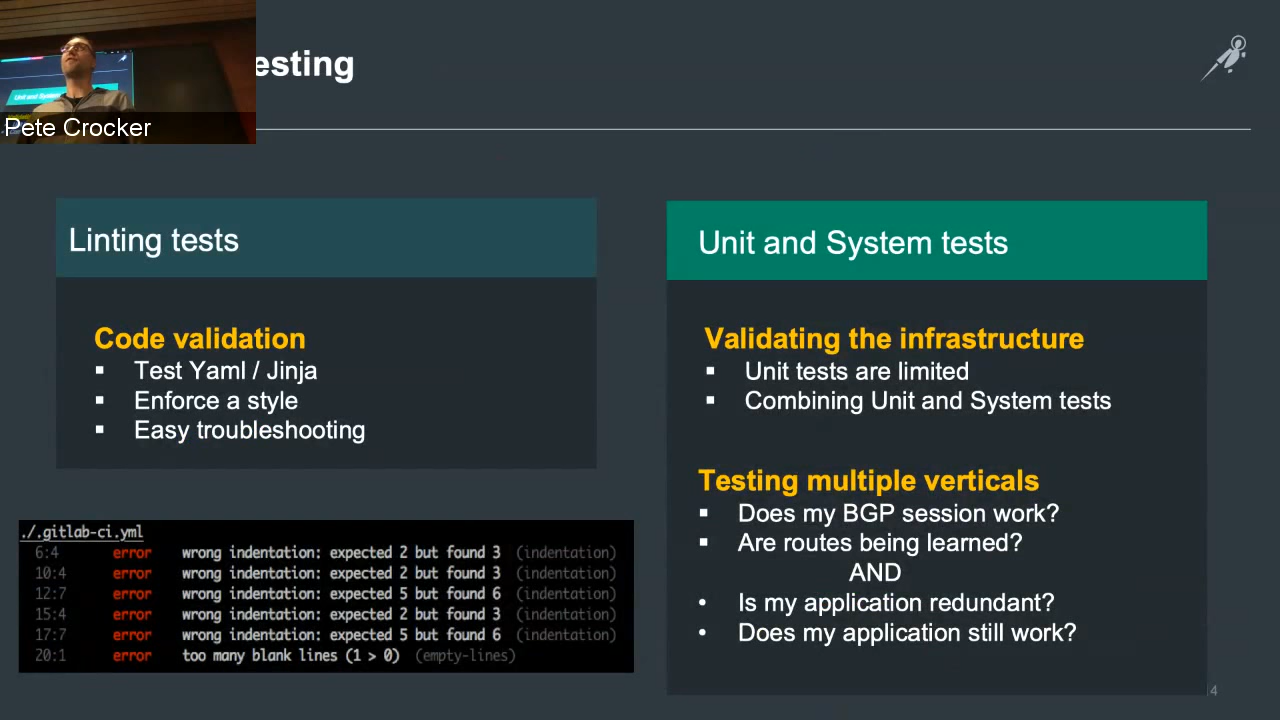 esting
Unit and Sys
Pete Crocker
Linting tests
Code validation
▪ Test Yaml / Jinja
▪ Enforce a style
▪ Easy troubleshooting
./.gitlab-ci.yml
6:4 error wrong indentation: expected 2 but found 3 (indentation)
10:4 error wrong indentation: expected 2 but found 3 (indentation)
12:7 error wrong indentation: expected 5 but found 6 (indentation)
15:4 error wrong indentation: expected 2 but found 3 (indentation)
17:7 error wrong indentation: expected 5 but found 6 (indentation)
20:1 error too many blank lines (1 > 0) (empty-lines)
Unit and System tests
Validating the infrastructure
▪ Unit tests are limited
▪ Combining Unit and System tests
Testing multiple verticals
▪ Does my BGP session work?
▪ Are routes being learned?
AND
• Is my application redundant?
• Does my application still work?
4